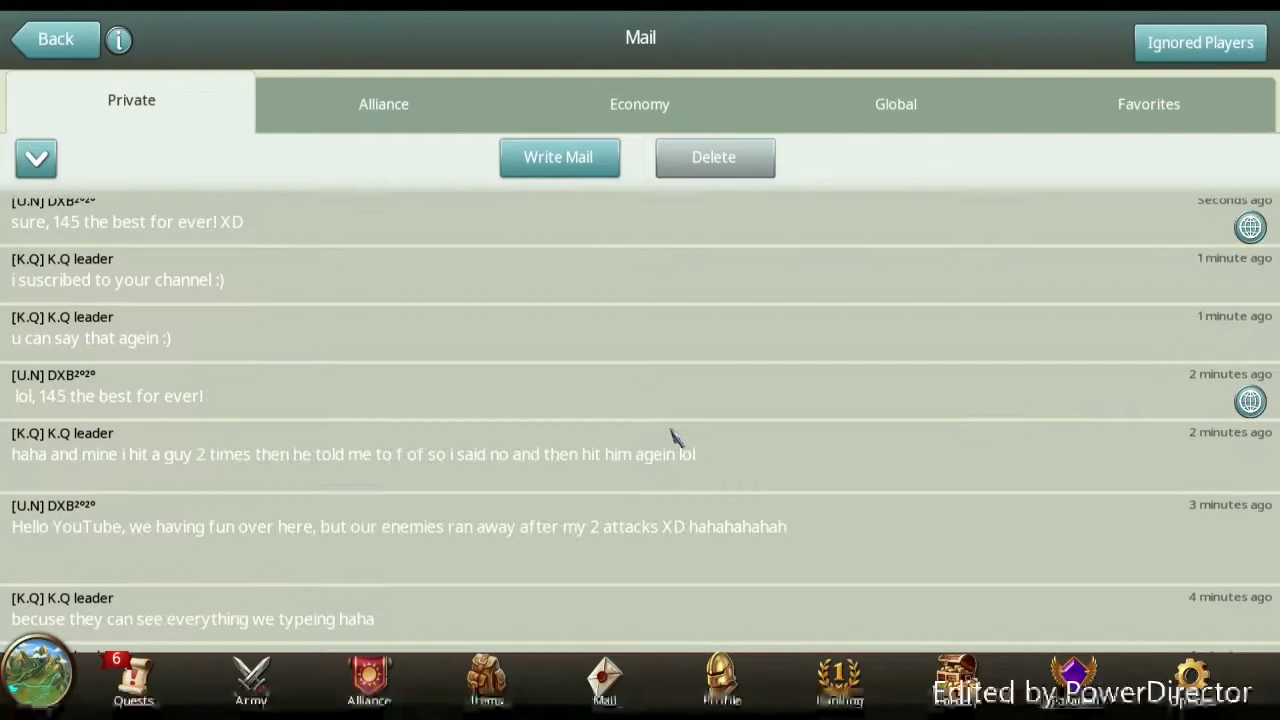 Back
i
Mail
Ignored Players
Private
Alliance
Economy
Global
Favorites
Write Mail
Delete
[U.N] DXB²º²º
Seconds ago
sure, 145 the best for ever! XD
[K.Q] K.Q leader
1 minute ago
i suscribed to your channel :)
[K.Q] K.Q leader
1 minute ago
u can say that agein :)
[U.N] DXB²º²º
2 minutes ago
lol, 145 the best for ever!
[K.Q] K.Q leader
2 minutes ago
haha and mine i hit a guy 2 times then he told me to f of so i said no and then hit him agein lol
[U.N] DXB²º²º
3 minutes ago
Hello YouTube, we having fun over here, but our enemies ran away after my 2 attacks XD hahahahahah
[K.Q] K.Q leader
4 minutes ago
becuse they can see everything we typeing haha
6
Quests
Army
Alliance
Items
Mail
Profile
1
Ranking
Edited by PowerDirector